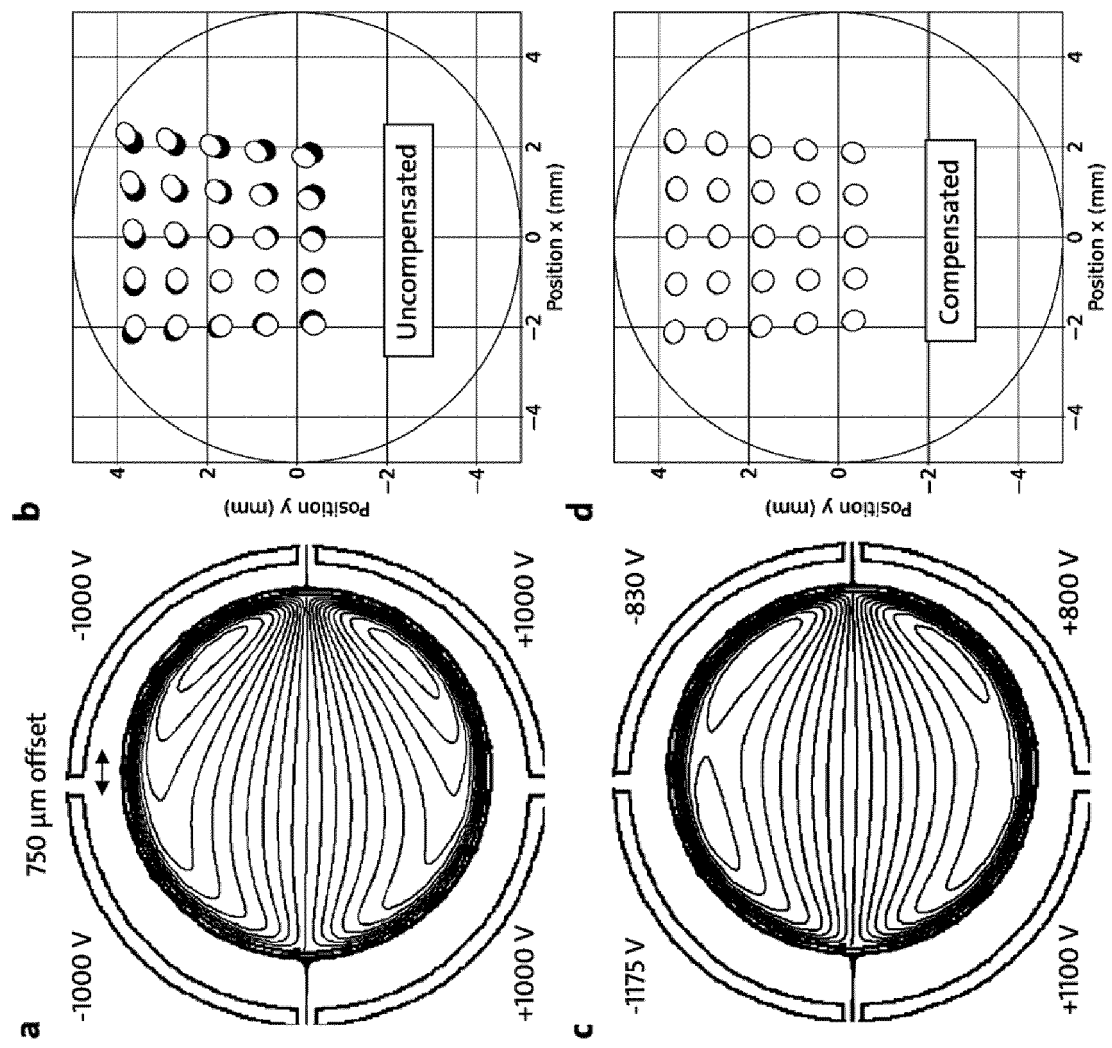 a
750 µm offset
-1000 V
-1000 V
+1000 V
+1000 V
b
Position y (mm)
4
2
0
−2
−4
Uncompensated
−4
−2
0
2
4
Position x (mm)
c
-1175 V
-830 V
+1100 V
+800 V
d
Position y (mm)
4
2
0
−2
−4
Compensated
−4
−2
0
2
4
Position x (mm)